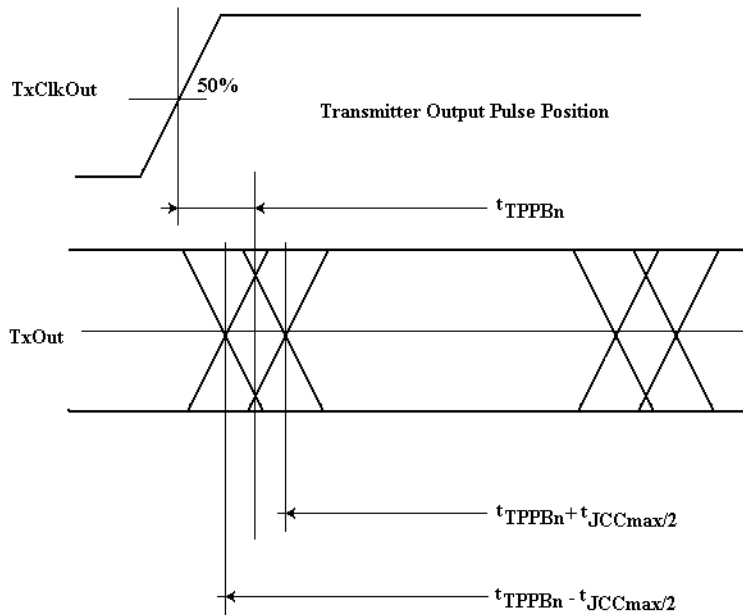 TxClkOut
50%
Transmitter Output Pulse Position
tTPPBn
TxOut
tTPPBn + tJCCmax/2
tTPPBn - tJCCmax/2